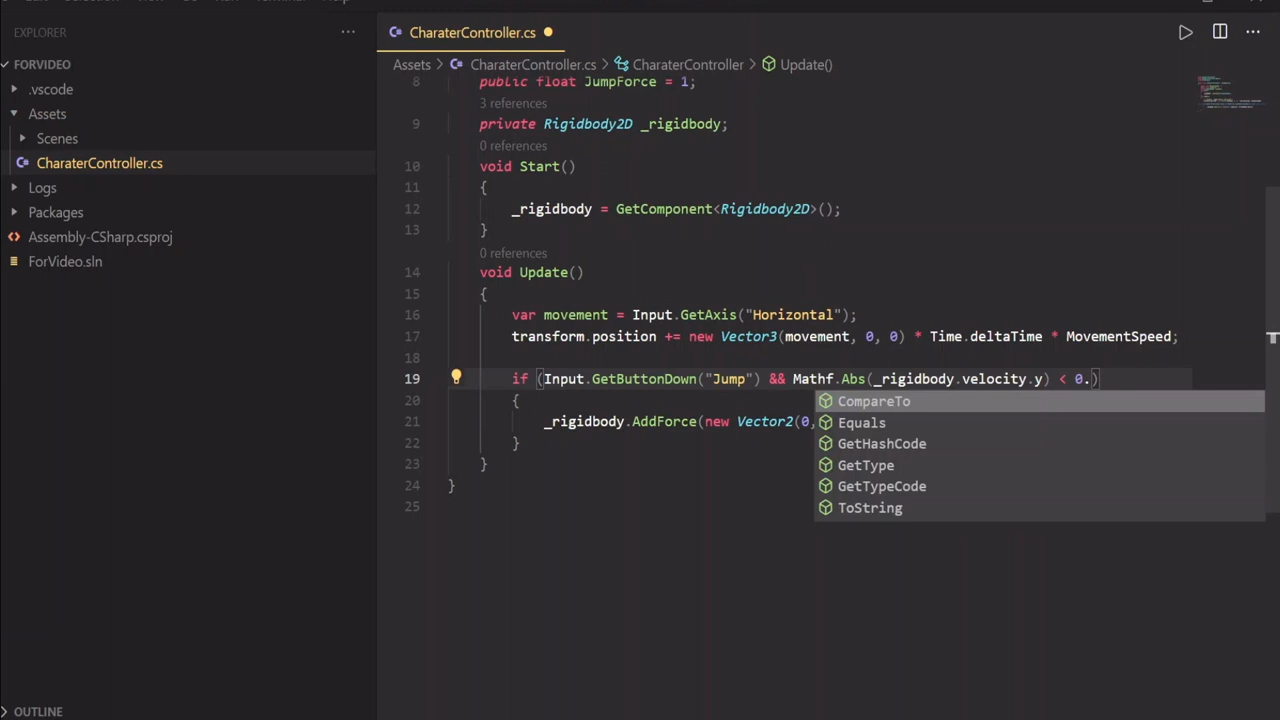 EXPLORER
···
FORVIDEO
.vscode
Assets
Scenes
CharaterController.cs
Logs
Packages
Assembly-CSharp.csproj
ForVideo.sln
OUTLINE
CharaterController.cs
···
Assets > CharaterController.cs > CharaterController > Update()
8 public float JumpForce = 1;
3 references
9 private Rigidbody2D _rigidbody;
0 references
10 void Start()
11 {
12 _rigidbody = GetComponent<Rigidbody2D>();
13 }
0 references
14 void Update()
15 {
16 var movement = Input.GetAxis("Horizontal");
17 transform.position += new Vector3(movement, 0, 0) * Time.deltaTime * MovementSpeed;
18
19 if (Input.GetButtonDown("Jump") && Mathf.Abs(_rigidbody.velocity.y) < 0.)
20 {
21 _rigidbody.AddForce(new Vector2(0,
22 }
23 }
24 }
25
CompareTo
Equals
GetHashCode
GetType
GetTypeCode
ToString